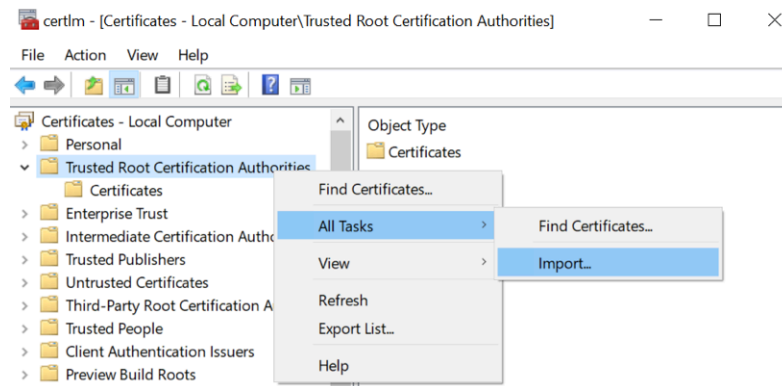 certlm - [Certificates - Local Computer\Trusted Root Certification Authorities]
File Action View Help
Certificates - Local Computer
Personal
Trusted Root Certification Authorities
Certificates
Enterprise Trust
Intermediate Certification
Trusted Publishers
Untrusted Certificates
Third-Party Root Certification
Trusted People
Client Authentication Issuers
Preview Build Roots
Object Type
Certificates
Find Certificates...
All Tasks
View
Refresh
Export List...
Help
Find Certificates...
Import...